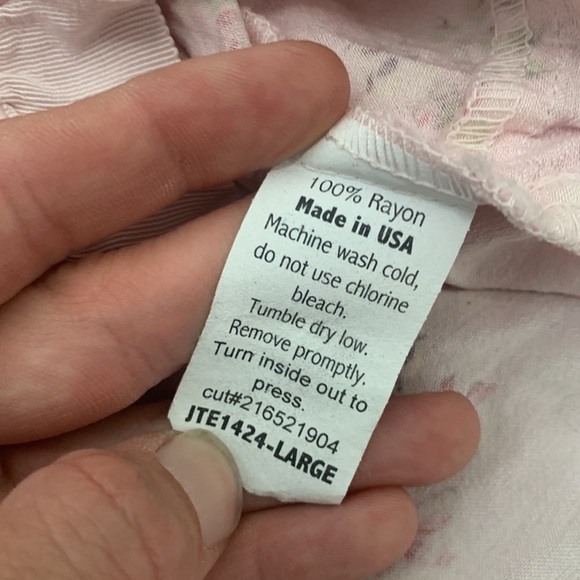 100% Rayon
Made in USA
Machine wash cold,
do not use chlorine
bleach.
Tumble dry low.
Remove promptly.
Turn inside out to
press.
cut#216521904
JTE1424-LARGE